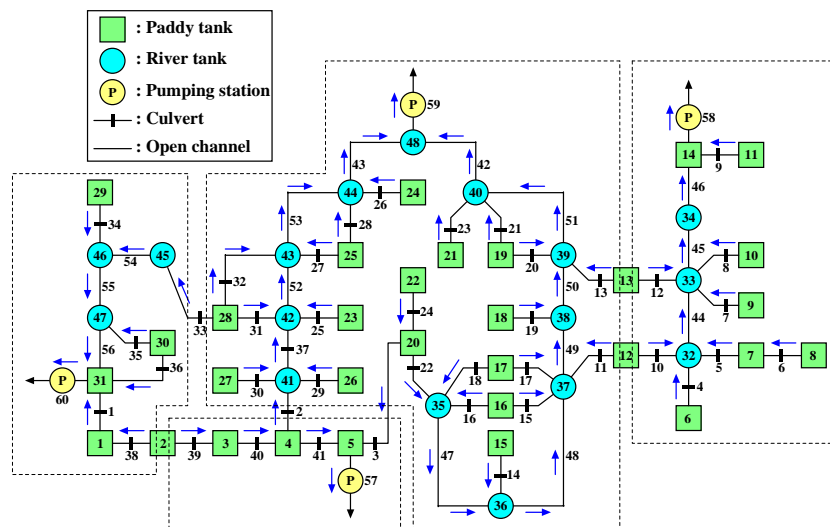 : Paddy tank
: River tank
P : Pumping station
: Culvert
: Open channel
P 59
P 58
48
43 42
14 11
9
29 44 24 40
26
46
34 53 28 51
23 21
34
46 45 43 25 21 19 39
54 27 20
45
10
8
55 32 52 22 50 13 33
13 12
9
7
47 33 28 31 42 23 24 18 38
25 19
44
35 30
56 37 20 49
36 22 17 12 32 7 8
18 17 11 10 5 6
P 31 27 41 26 35 16 37
60 30 29 16 15
4
1 2 6
1 2 3 4 5 15
38 39 40 41 3 47 14 48
P 57
36